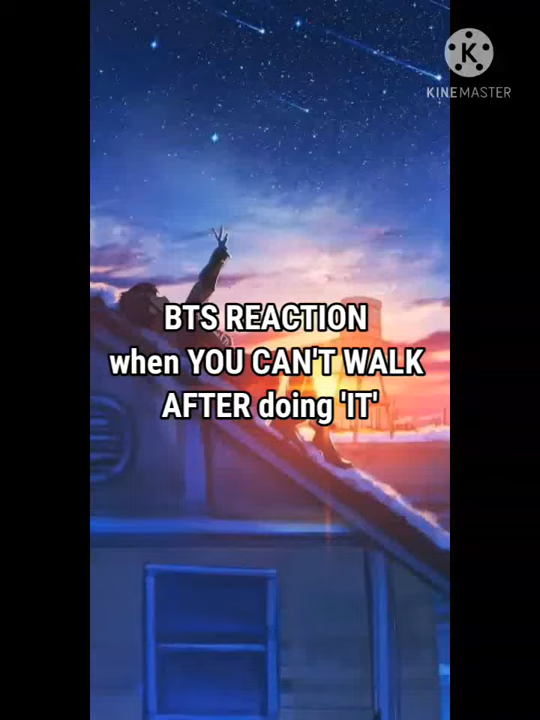 K
KINEMASTER
BTS REACTION
when YOU CAN'T WALK
AFTER doing 'IT'